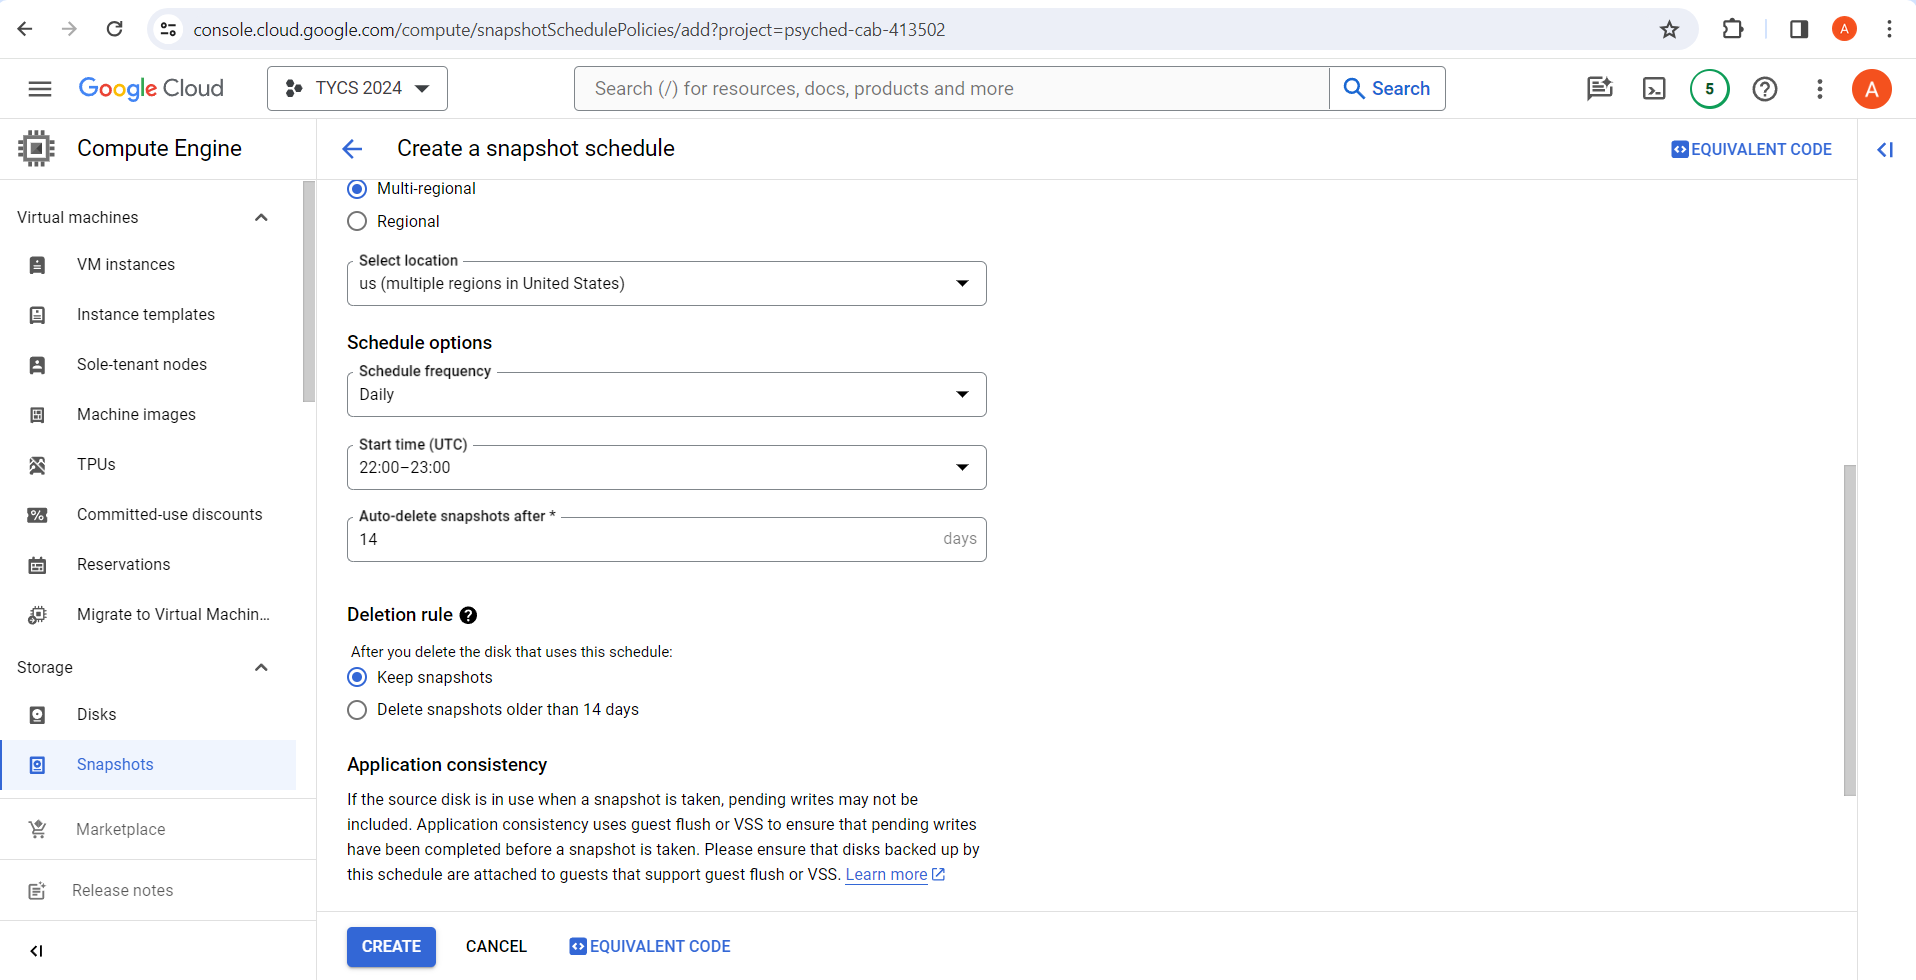 console.cloud.google.com/compute/snapshotSchedulePolicies/add?project=psyched-cab-413502
A
Google Cloud
TYCS 2024
Search (/) for resources, docs, products and more
Search
5
A
Compute Engine
Create a snapshot schedule
EQUIVALENT CODE
Virtual machines
VM instances
Instance templates
Sole-tenant nodes
Machine images
TPUs
Committed-use discounts
Reservations
Migrate to Virtual Machin...
Storage
Disks
Snapshots
Marketplace
Release notes
Multi-regional
Regional
Select location
us (multiple regions in United States)
Schedule options
Schedule frequency
Daily
Start time (UTC)
22:00–23:00
Auto-delete snapshots after *
14 days
Deletion rule
After you delete the disk that uses this schedule:
Keep snapshots
Delete snapshots older than 14 days
Application consistency
If the source disk is in use when a snapshot is taken, pending writes may not be
included. Application consistency uses guest flush or VSS to ensure that pending writes
have been completed before a snapshot is taken. Please ensure that disks backed up by
this schedule are attached to guests that support guest flush or VSS. Learn more
CREATE
CANCEL
EQUIVALENT CODE